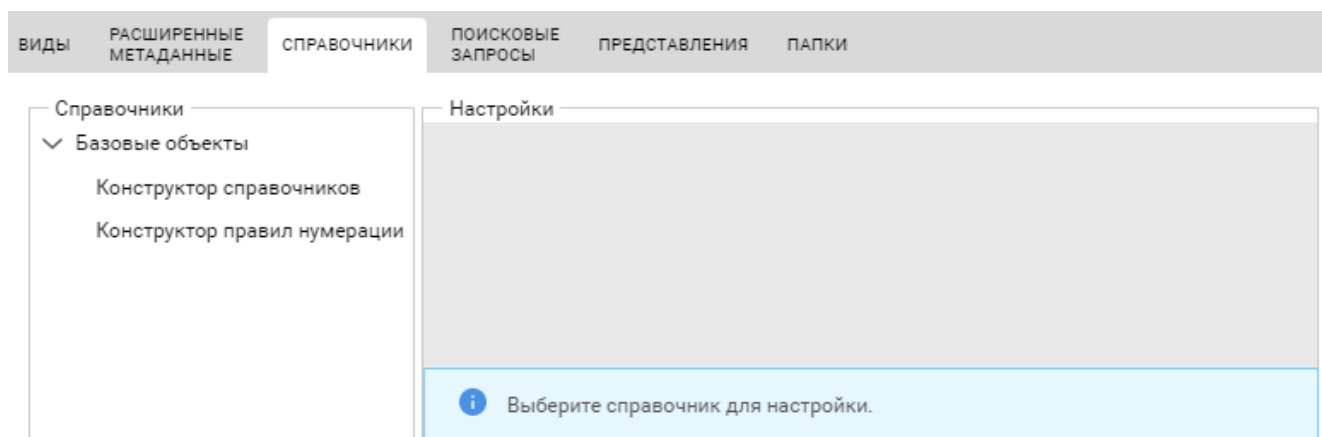 ВИДЫ
РАСШИРЕННЫЕ
МЕТАДАННЫЕ
СПРАВОЧНИКИ
ПОИСКОВЫЕ
ЗАПРОСЫ
ПРЕДСТАВЛЕНИЯ
ПАПКИ
Справочники
Базовые объекты
Конструктор справочников
Конструктор правил нумерации
Настройки
Выберите справочник для настройки.